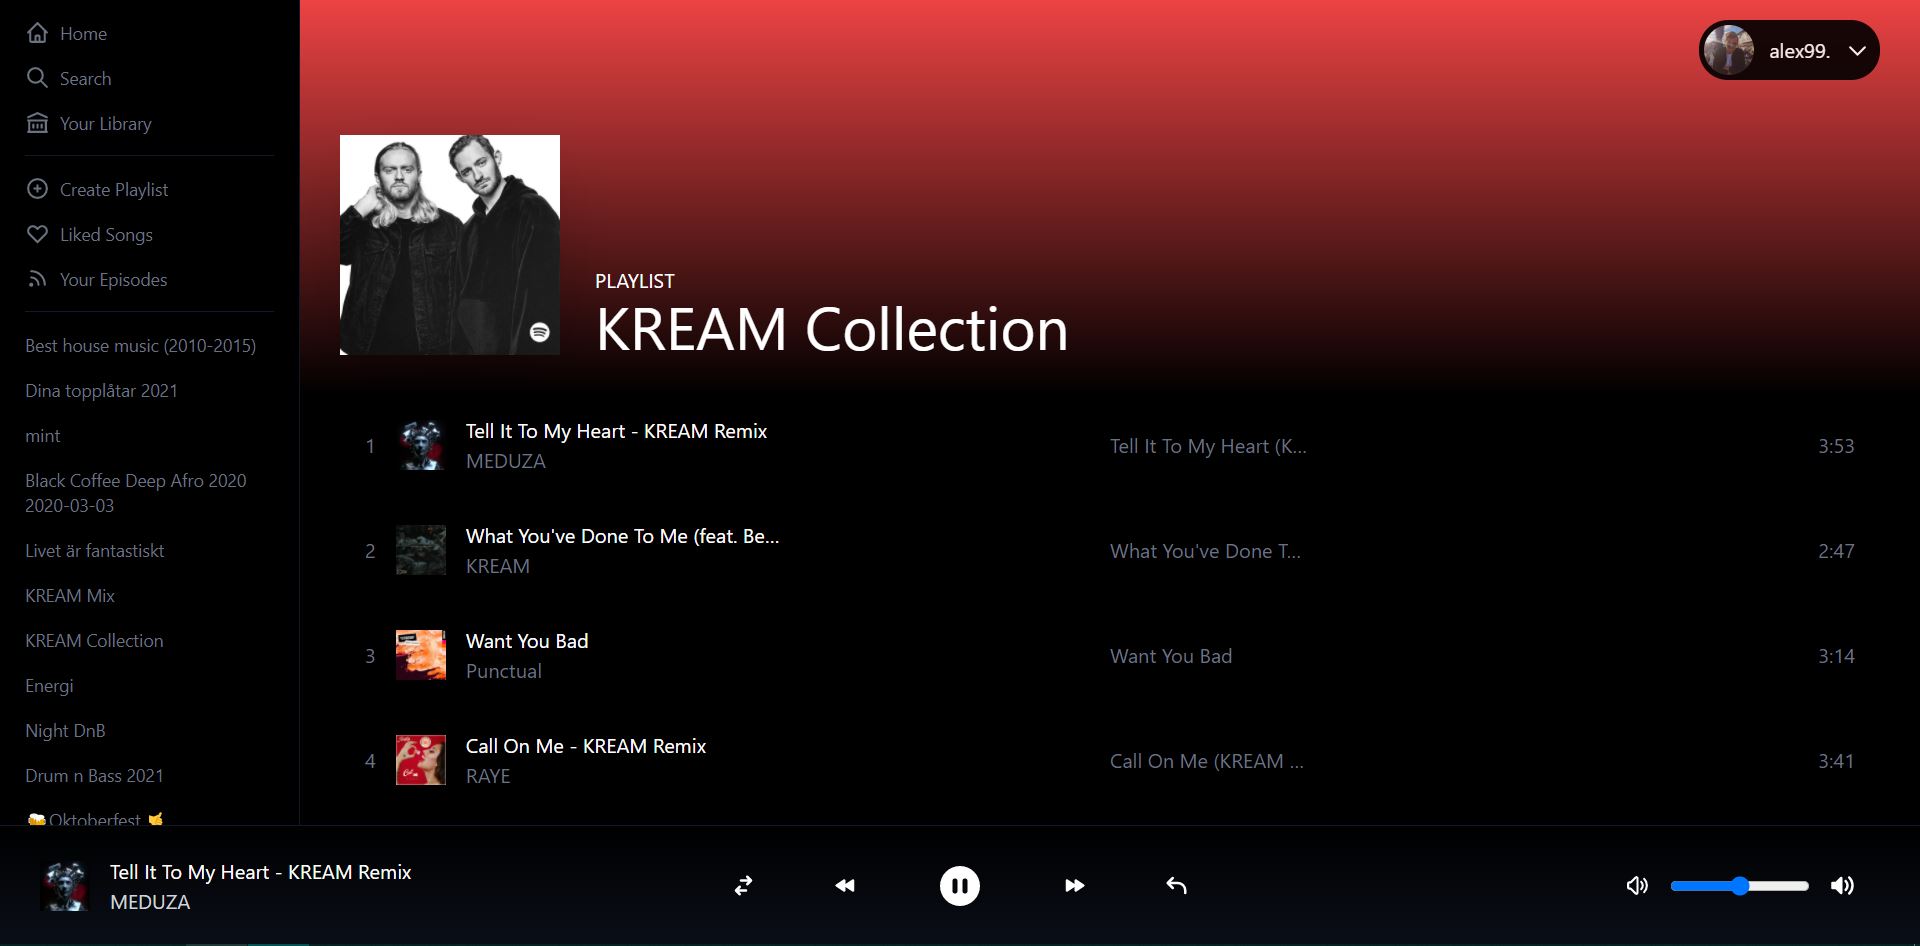 Home
Search
Your Library
Create Playlist
Liked Songs
Your Episodes
Best house music (2010-2015)
Dina topplåtar 2021
mint
Black Coffee Deep Afro 2020
2020-03-03
Livet är fantastiskt
KREAM Mix
KREAM Collection
Energi
Night DnB
Drum n Bass 2021
🍻Oktoberfest 🤙
alex99.
PLAYLIST
KREAM Collection
1
Tell It To My Heart - KREAM Remix
MEDUZA
Tell It To My Heart (K...
3:53
2
What You've Done To Me (feat. Be...
KREAM
What You've Done T...
2:47
3
Want You Bad
Punctual
Want You Bad
3:14
4
Call On Me - KREAM Remix
RAYE
Call On Me (KREAM ...
3:41
Tell It To My Heart - KREAM Remix
MEDUZA